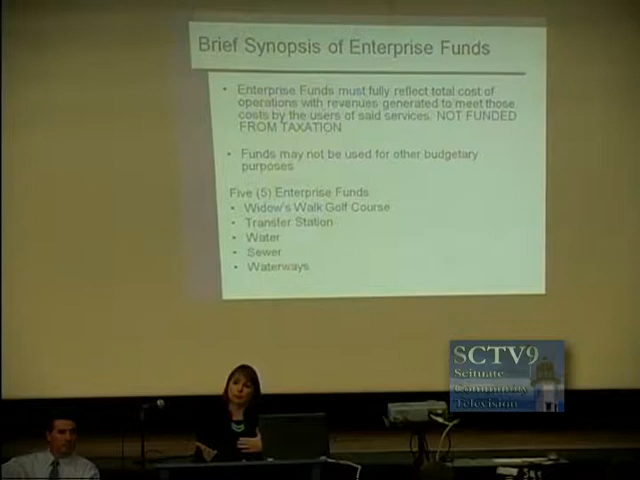 Brief Synopsis of Enterprise Funds
• Enterprise Funds must fully reflect total cost of
operations with revenues generated to meet those
costs by the users of said services. NOT FUNDED
FROM TAXATION
• Funds may not be used for other budgetary
purposes
Five (5) Enterprise Funds
• Widow's Walk Golf Course
• Transfer Station
• Water
• Sewer
• Waterways
SCTV9
Scituate
Community
Television